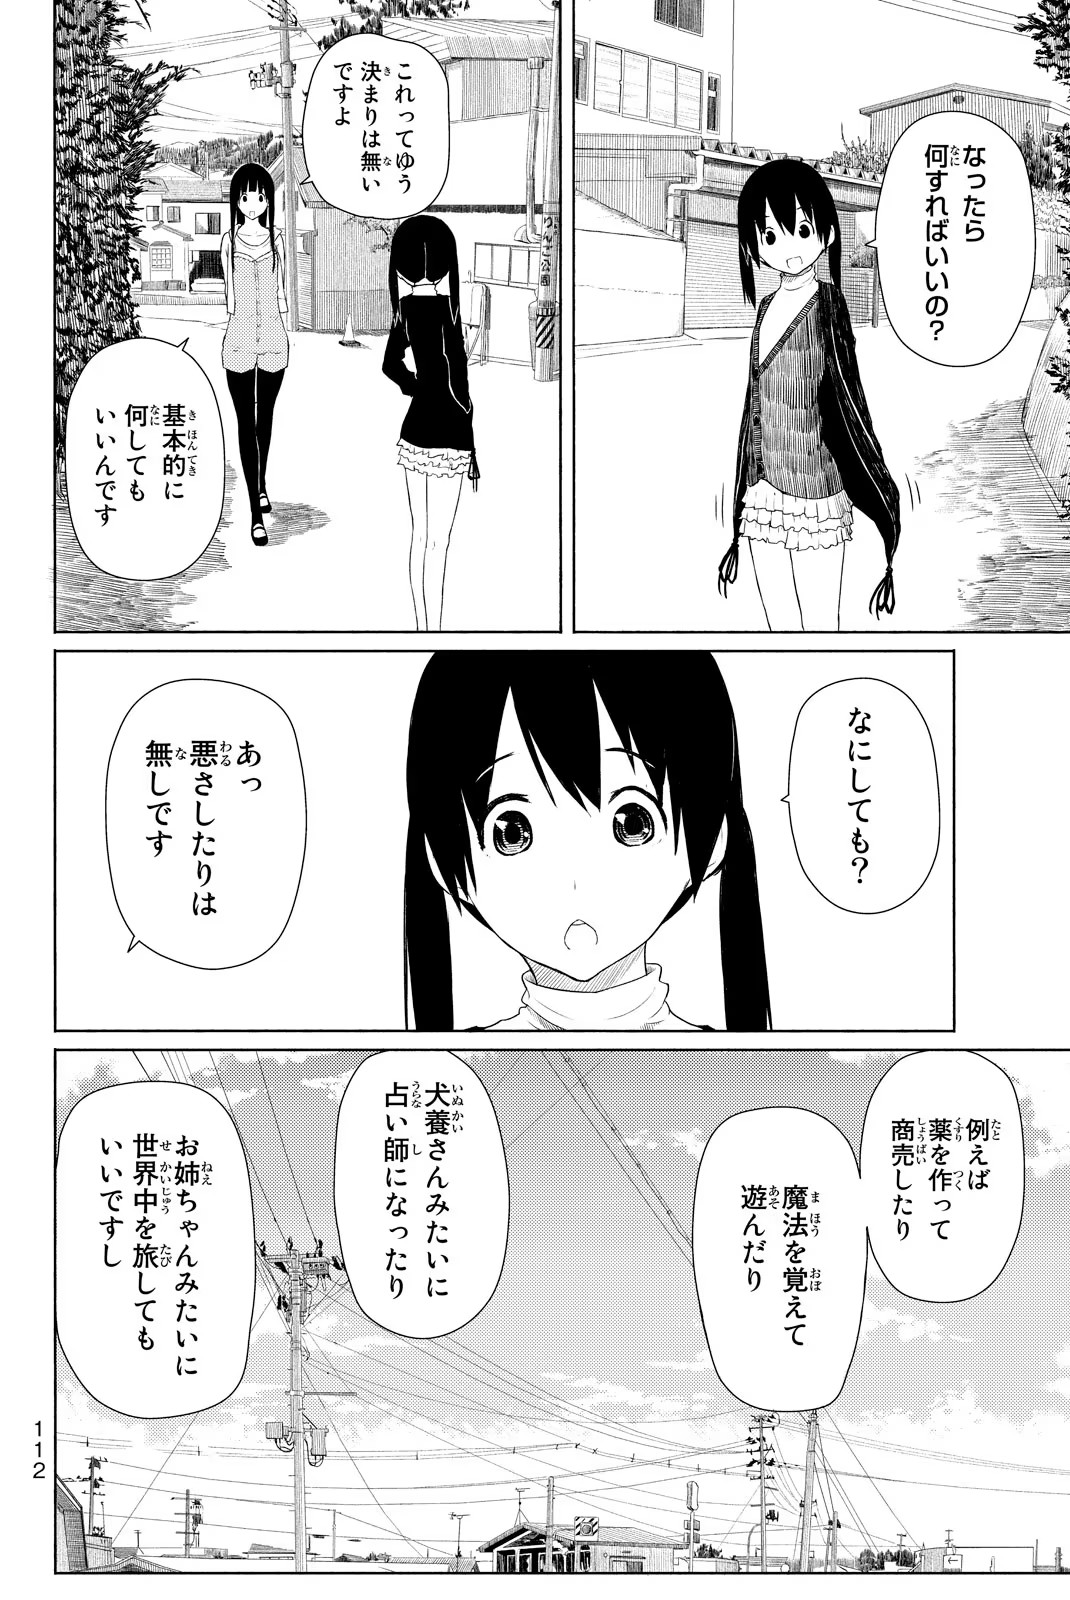 なったら
何すればいいの？
これってゆう
決まりは無い
ですよ
基本的に
何しても
いいんです
なにしても？
あっ
悪さしたりは
無しです
例えば
薬を作って
商売したり
魔法を覚えて
遊んだり
犬養さんみたいに
占い師になったり
お姉ちゃんみたいに
世界中を旅しても
いいですし
112